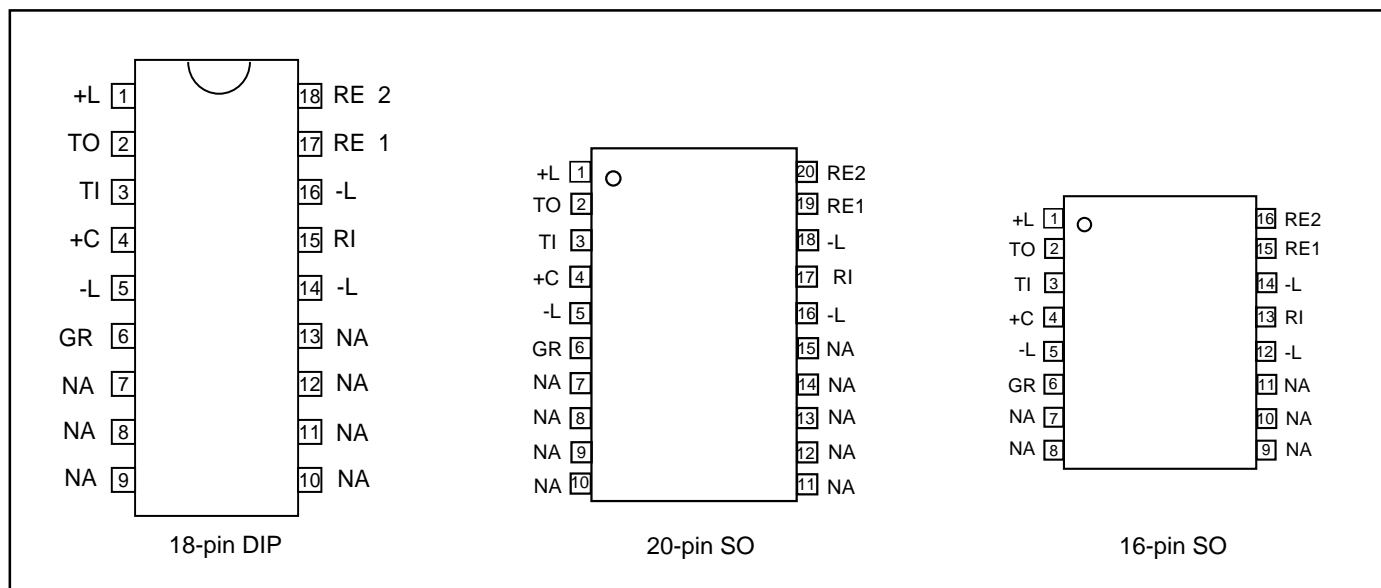 +L 1 18 RE 2
TO 2 17 RE 1
TI 3 16 -L
+C 4 15 RI
-L 5 14 -L
GR 6 13 NA
NA 7 12 NA
NA 8 11 NA
NA 9 10 NA
18-pin DIP
+L 1 20 RE2
TO 2 19 RE1
TI 3 18 -L
+C 4 17 RI
-L 5 16 -L
GR 6 15 NA
NA 7 14 NA
NA 8 13 NA
NA 9 12 NA
NA 10 11 NA
20-pin SO
+L 1 16 RE2
TO 2 15 RE1
TI 3 14 -L
+C 4 13 RI
-L 5 12 -L
GR 6 11 NA
NA 7 10 NA
NA 8 9 NA
16-pin SO